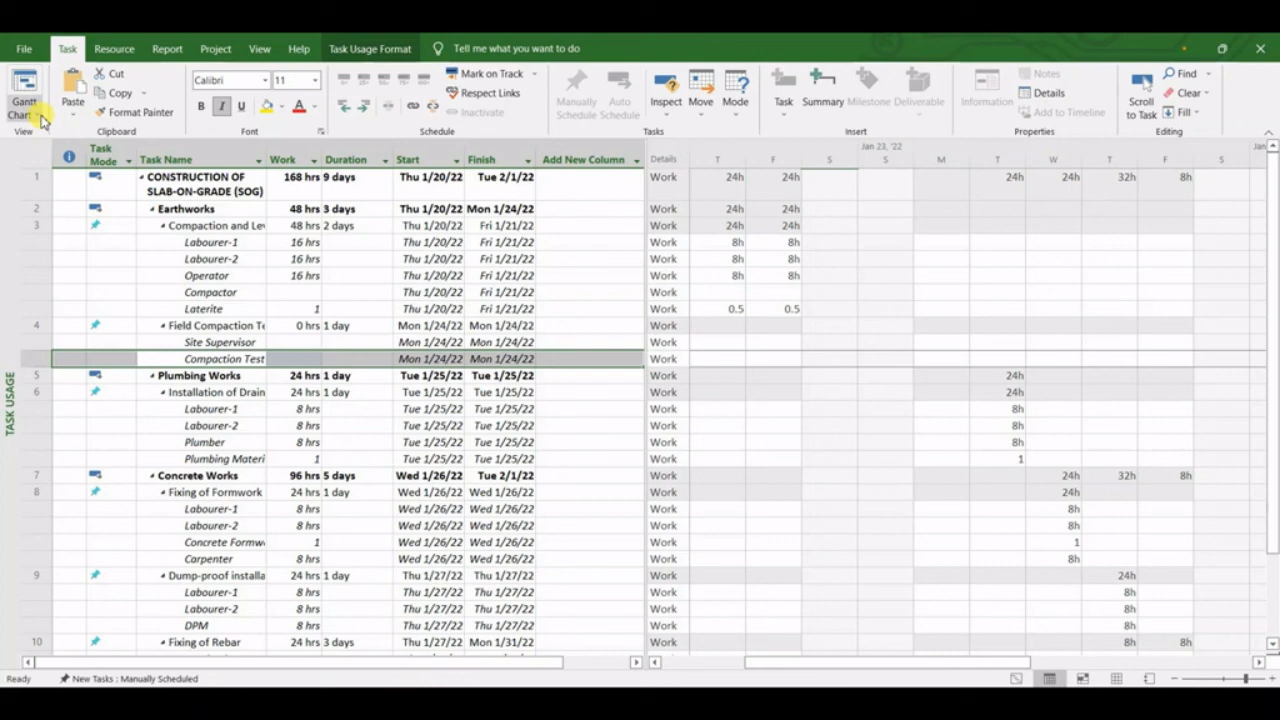 File Task Resource Report Project View Help Task Usage Format Tell me what you want to do
Gantt Chart
View
Paste
Cut
Copy
Format Painter
Clipboard
Calibri 11
B I U A
Font
Mark on Track
Respect Links
Inactivate
Schedule
Manually Schedule
Auto Schedule
Inspect Move Mode
Tasks
Task Summary Milestone Deliverable
Insert
Information
Notes
Details
Add to Timeline
Properties
Scroll to Task
Find
Clear
Fill
Editing
Jan 23, '22
Task Mode Task Name Work Duration Start Finish Add New Column Details T F S S M T W T F S
1 CONSTRUCTION OF SLAB-ON-GRADE (SOG) 168 hrs 9 days Thu 1/20/22 Tue 2/1/22 Work 24h 24h 24h 24h 32h 8h
2 Earthworks 48 hrs 3 days Thu 1/20/22 Mon 1/24/22 Work 24h 24h
3 Compaction and Lev 48 hrs 2 days Thu 1/20/22 Fri 1/21/22 Work 24h 24h
Labourer-1 16 hrs Thu 1/20/22 Fri 1/21/22 Work 8h 8h
Labourer-2 16 hrs Thu 1/20/22 Fri 1/21/22 Work 8h 8h
Operator 16 hrs Thu 1/20/22 Fri 1/21/22 Work 8h 8h
Compactor Thu 1/20/22 Fri 1/21/22 Work
Laterite 1 Thu 1/20/22 Fri 1/21/22 Work 0.5 0.5
4 Field Compaction Te 0 hrs 1 day Mon 1/24/22 Mon 1/24/22 Work
Site Supervisor Mon 1/24/22 Mon 1/24/22 Work
Compaction Test Mon 1/24/22 Mon 1/24/22 Work
5 Plumbing Works 24 hrs 1 day Tue 1/25/22 Tue 1/25/22 Work 24h
6 Installation of Drain 24 hrs 1 day Tue 1/25/22 Tue 1/25/22 Work 24h
Labourer-1 8 hrs Tue 1/25/22 Tue 1/25/22 Work 8h
Labourer-2 8 hrs Tue 1/25/22 Tue 1/25/22 Work 8h
Plumber 8 hrs Tue 1/25/22 Tue 1/25/22 Work 8h
Plumbing Materi 1 Tue 1/25/22 Tue 1/25/22 Work 1
7 Concrete Works 96 hrs 5 days Wed 1/26/22 Tue 2/1/22 Work 24h 32h 8h
8 Fixing of Formwork 24 hrs 1 day Wed 1/26/22 Wed 1/26/22 Work 24h
Labourer-1 8 hrs Wed 1/26/22 Wed 1/26/22 Work 8h
Labourer-2 8 hrs Wed 1/26/22 Wed 1/26/22 Work 8h
Concrete Formw 1 Wed 1/26/22 Wed 1/26/22 Work 1
Carpenter 8 hrs Wed 1/26/22 Wed 1/26/22 Work 8h
9 Dump-proof installa 24 hrs 1 day Thu 1/27/22 Thu 1/27/22 Work 24h
Labourer-1 8 hrs Thu 1/27/22 Thu 1/27/22 Work 8h
Labourer-2 8 hrs Thu 1/27/22 Thu 1/27/22 Work 8h
DPM 8 hrs Thu 1/27/22 Thu 1/27/22 Work 8h
10 Fixing of Rebar 24 hrs 3 days Thu 1/27/22 Mon 1/31/22 Work 8h 8h
TASK USAGE
Ready New Tasks : Manually Scheduled